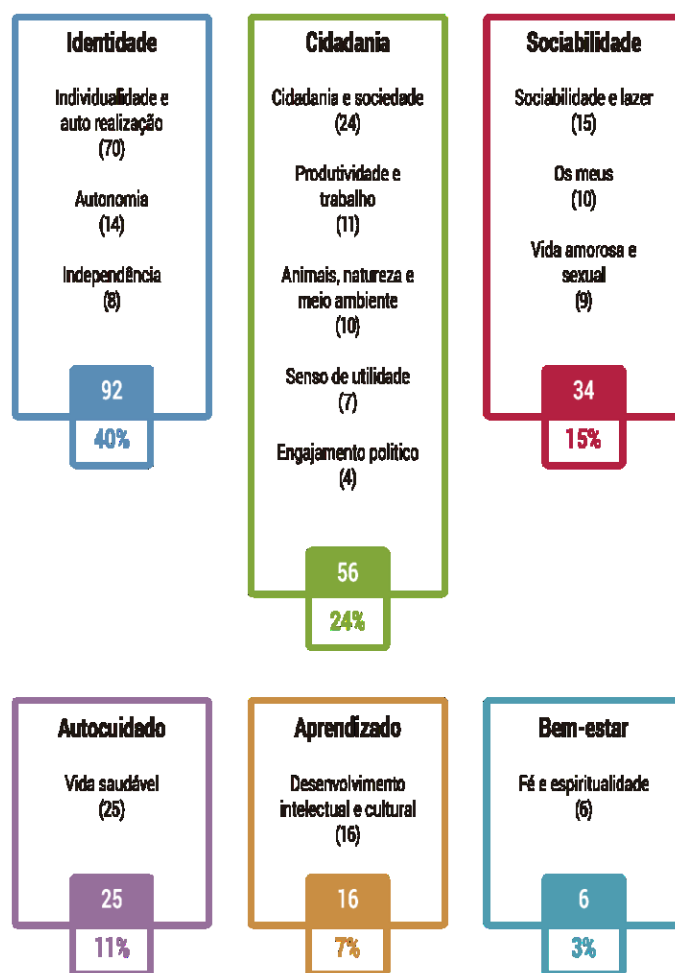 Identidade
Individualidade e
auto realização
(70)
Autonomia
(14)
Independência
(8)
92
40%
Cidadania
Cidadania e sociedade
(24)
Produtividade e
trabalho
(11)
Animais, natureza e
meio ambiente
(10)
Senso de utilidade
(7)
Engajamento político
(4)
56
24%
Sociabilidade
Sociabilidade e lazer
(15)
Os meus
(10)
Vida amorosa e
sexual
(9)
34
15%
Autocuidado
Vida saudável
(25)
25
11%
Aprendizado
Desenvolvimento
intelectual e cultural
(16)
16
7%
Bem-estar
Fé e espiritualidade
(6)
6
3%